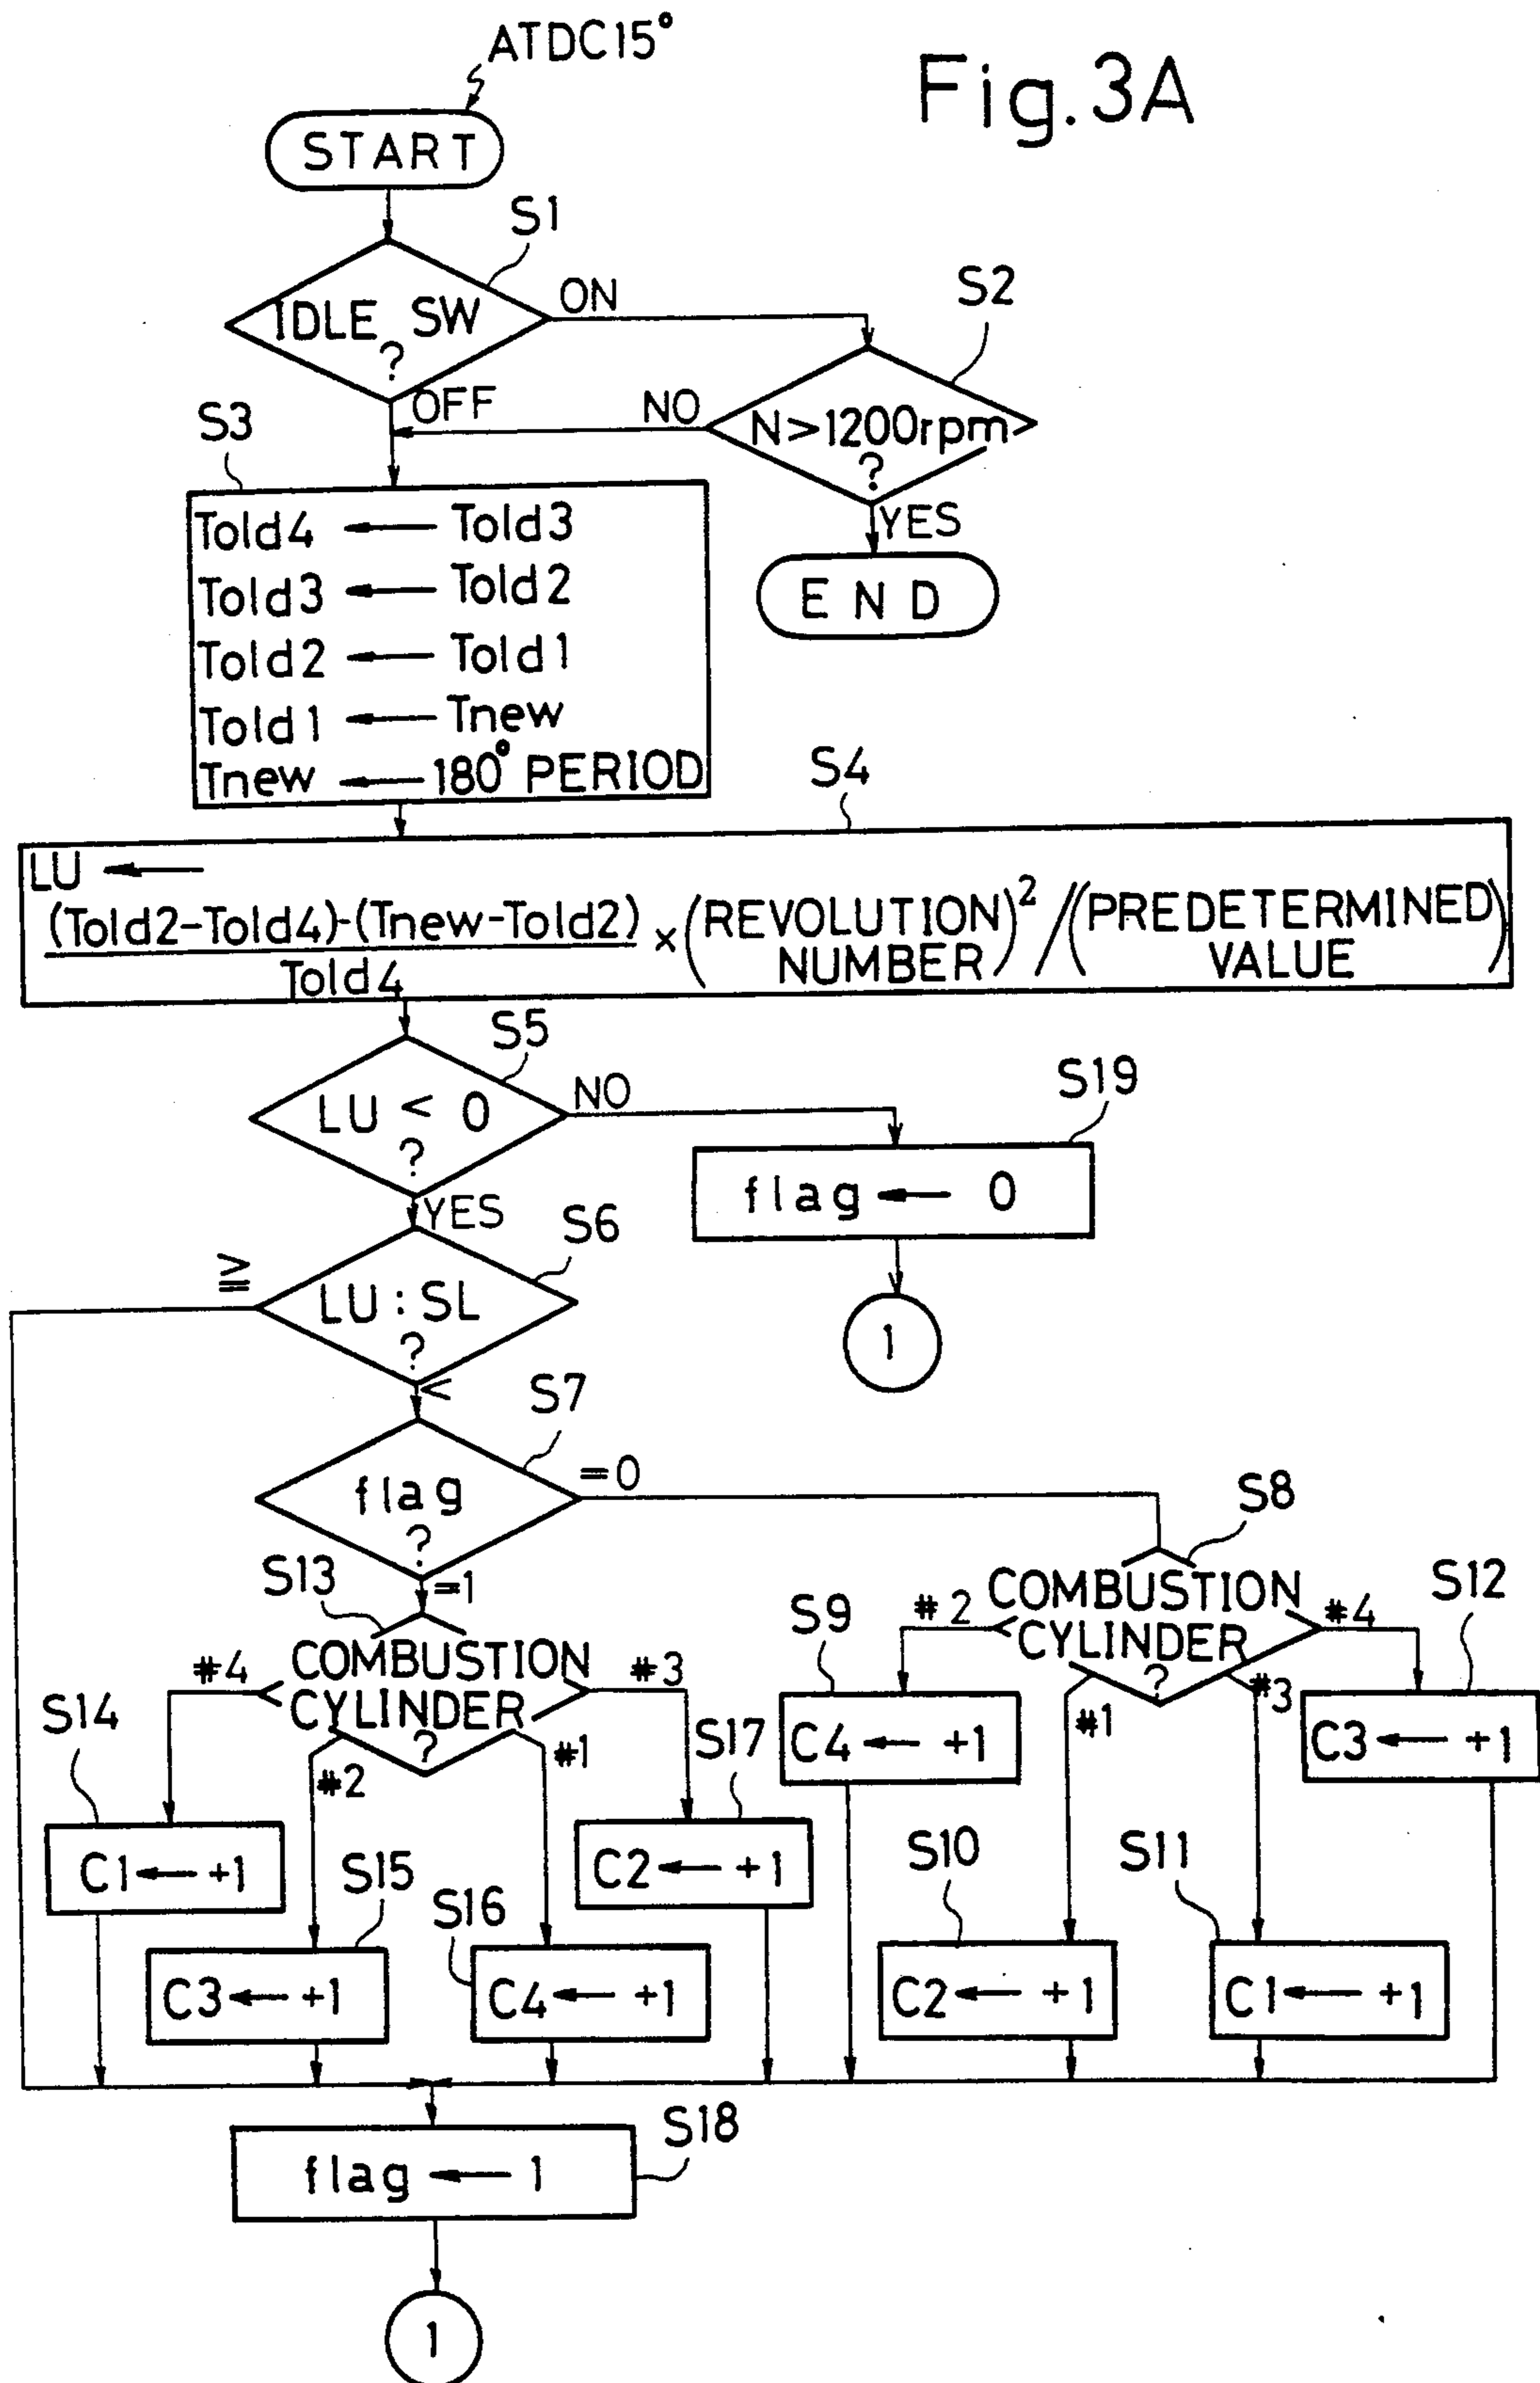 ATDC15°
Fig. 3A
START
S1
IDLE SW
?
ON
S2
OFF
NO
N>1200rpm
?
YES
END
S3
Told4 ← Told3
Told3 ← Told2
Told2 ← Told1
Told1 ← Tnew
Tnew ← 180° PERIOD
S4
LU ←
(Told2-Told4)-(Tnew-Told2)
Told4
×(REVOLUTION NUMBER)²/(PREDETERMINED VALUE)
S5
LU < 0
?
NO
S19
flag ← 0
1
YES
S6
≧
LU : SL
?
<
S7
flag
?
=0
=1
S8
COMBUSTION
CYLINDER
?
#2
#1
#3
#4
S9
C4 ← +1
S12
C3 ← +1
S10
C2 ← +1
S11
C1 ← +1
S13
COMBUSTION
CYLINDER
?
#4
#2
#1
#3
S14
C1 ← +1
S17
C2 ← +1
S15
C3 ← +1
S16
C4 ← +1
S18
flag ← 1
1